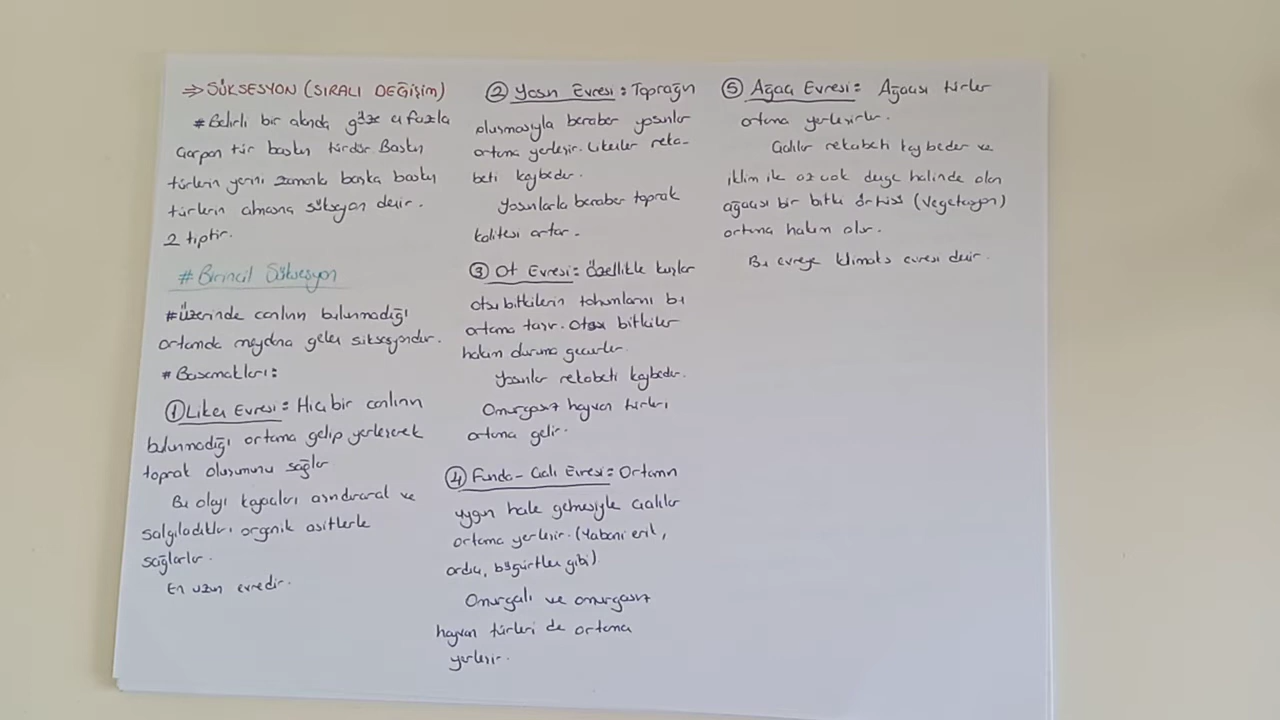 ⇒ SÜKSESYON (SIRALI DEĞİŞİM)
# Belirli bir alanda göze en fazla
çarpan tür baskın türdür. Baskın
türlerin yerini zamanla başka baskın
türlerin almasına süksesyon denir.
2 tiptir.
# Birincil Süksesyon
# Üzerinde canlının bulunmadığı
ortamda meydana gelen süksesyondur.
# Basamakları:
① Liken Evresi: Hiçbir canlının
bulunmadığı ortama gelip yerleşerek
toprak oluşumunu sağlar
Bu olayı kayaçları aşındırarak ve
salgıladıkları organik asitlerle
sağlarlar.
En uzun evredir.
② Yosun Evresi: Toprağın
oluşmasıyla beraber yosunlar
ortama yerleşir. Likenler reka-
beti kaybeder.
Yosunlarla beraber toprak
kalitesi artar.
③ Ot Evresi: Özellikle kuşlar
otsu bitkilerin tohumlarını bu
ortama taşır. Otsu bitkiler
hakim duruma geçerler.
Yosunlar rekabeti kaybeder.
Omurgasız hayvan türleri
ortama gelir.
④ Funda-Çalı Evresi: Ortamın
uygun hale gelmesiyle çalılar
ortama yerleşir. (Yabani erik,
ardıç, böğürtlen gibi)
Omurgalı ve omurgasız
hayvan türleri de ortama
yerleşir.
⑤ Ağaç Evresi: Ağaçsı türler
ortama yerleşirler.
Çalılar rekabeti kaybeder ve
iklim ile az çok denge halinde olan
ağaçsı bir bitki örtüsü (Vegetasyon)
ortama hakim olur.
Bu evreye klimaks evresi denir.